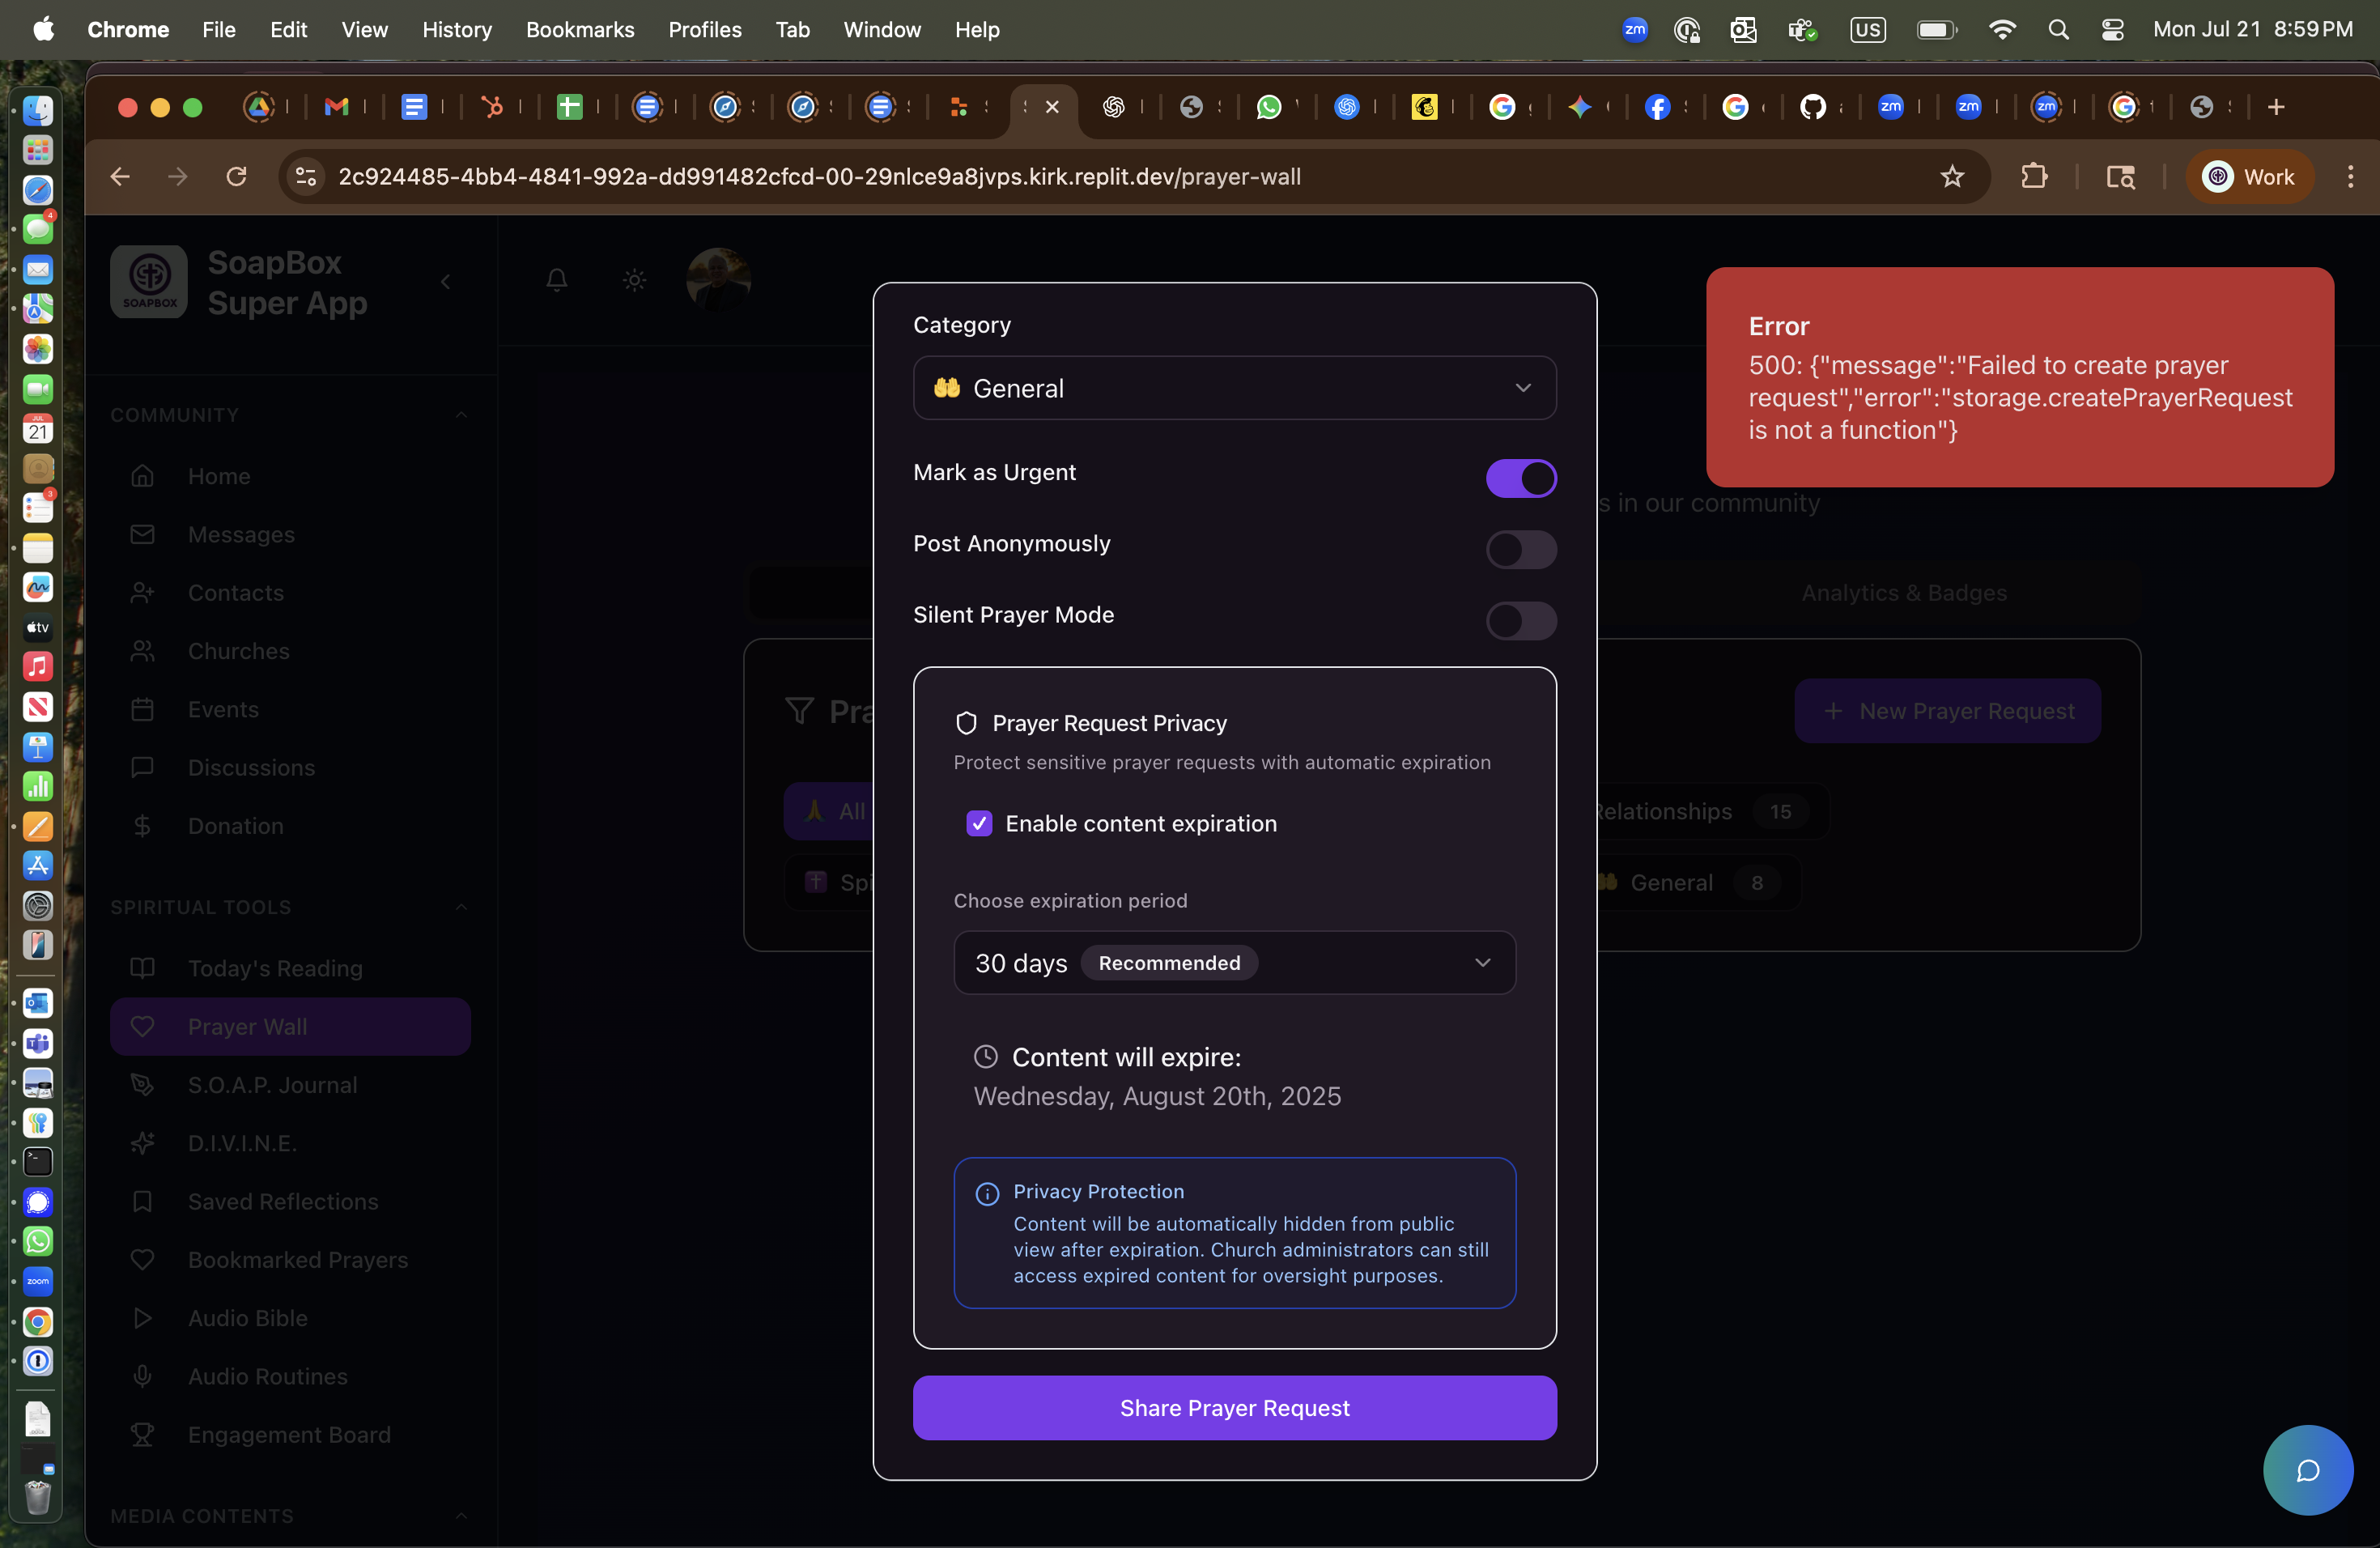 Chrome File Edit View History Bookmarks Profiles Tab Window Help
zm US Mon Jul 21 8:59 PM
2c924485-4bb4-4841-992a-dd991482cfcd-00-29nlce9a8jvps.kirk.replit.dev/prayer-wall
Work
SOAPBOX
SoapBox
Super App
COMMUNITY
Home
Messages
Contacts
Churches
Events
Discussions
Donation
SPIRITUAL TOOLS
Today's Reading
Prayer Wall
S.O.A.P. Journal
D.I.V.I.N.E.
Saved Reflections
Bookmarked Prayers
Audio Bible
Audio Routines
Engagement Board
MEDIA CONTENTS
Category
General
Mark as Urgent
Post Anonymously
Silent Prayer Mode
Prayer Request Privacy
Protect sensitive prayer requests with automatic expiration
Enable content expiration
Choose expiration period
30 days Recommended
Content will expire:
Wednesday, August 20th, 2025
Privacy Protection
Content will be automatically hidden from public
view after expiration. Church administrators can still
access expired content for oversight purposes.
Share Prayer Request
Error
500: {"message":"Failed to create prayer
request","error":"storage.createPrayerRequest
is not a function"}
s in our community
Analytics & Badges
Pra
+ New Prayer Request
All
Relationships 15
Spi
General 8